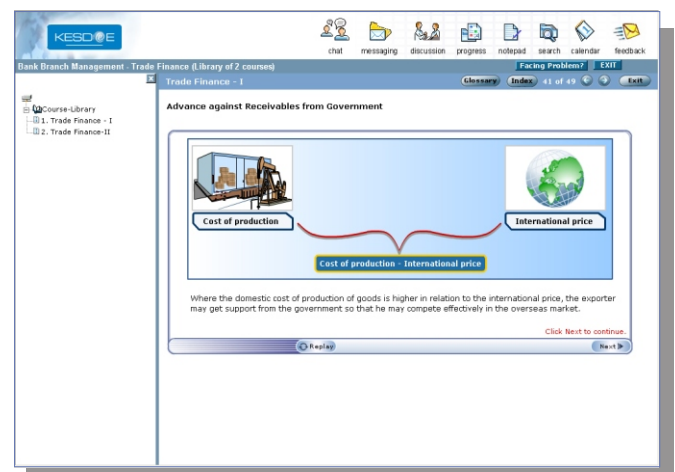 KESDEE
chat messaging discussion progress notepad search calendar feedback
Bank Branch Management - Trade Finance (Library of 2 courses) Facing Problem? EXIT
Trade Finance - I Glossary Index 41 of 49 Exit
Course-Library
1. Trade Finance - I
2. Trade Finance-II
Advance against Receivables from Government
Cost of production International price
Cost of production - International price
Where the domestic cost of production of goods is higher in relation to the international price, the exporter
may get support from the government so that he may compete effectively in the overseas market.
Click Next to continue.
Replay Next